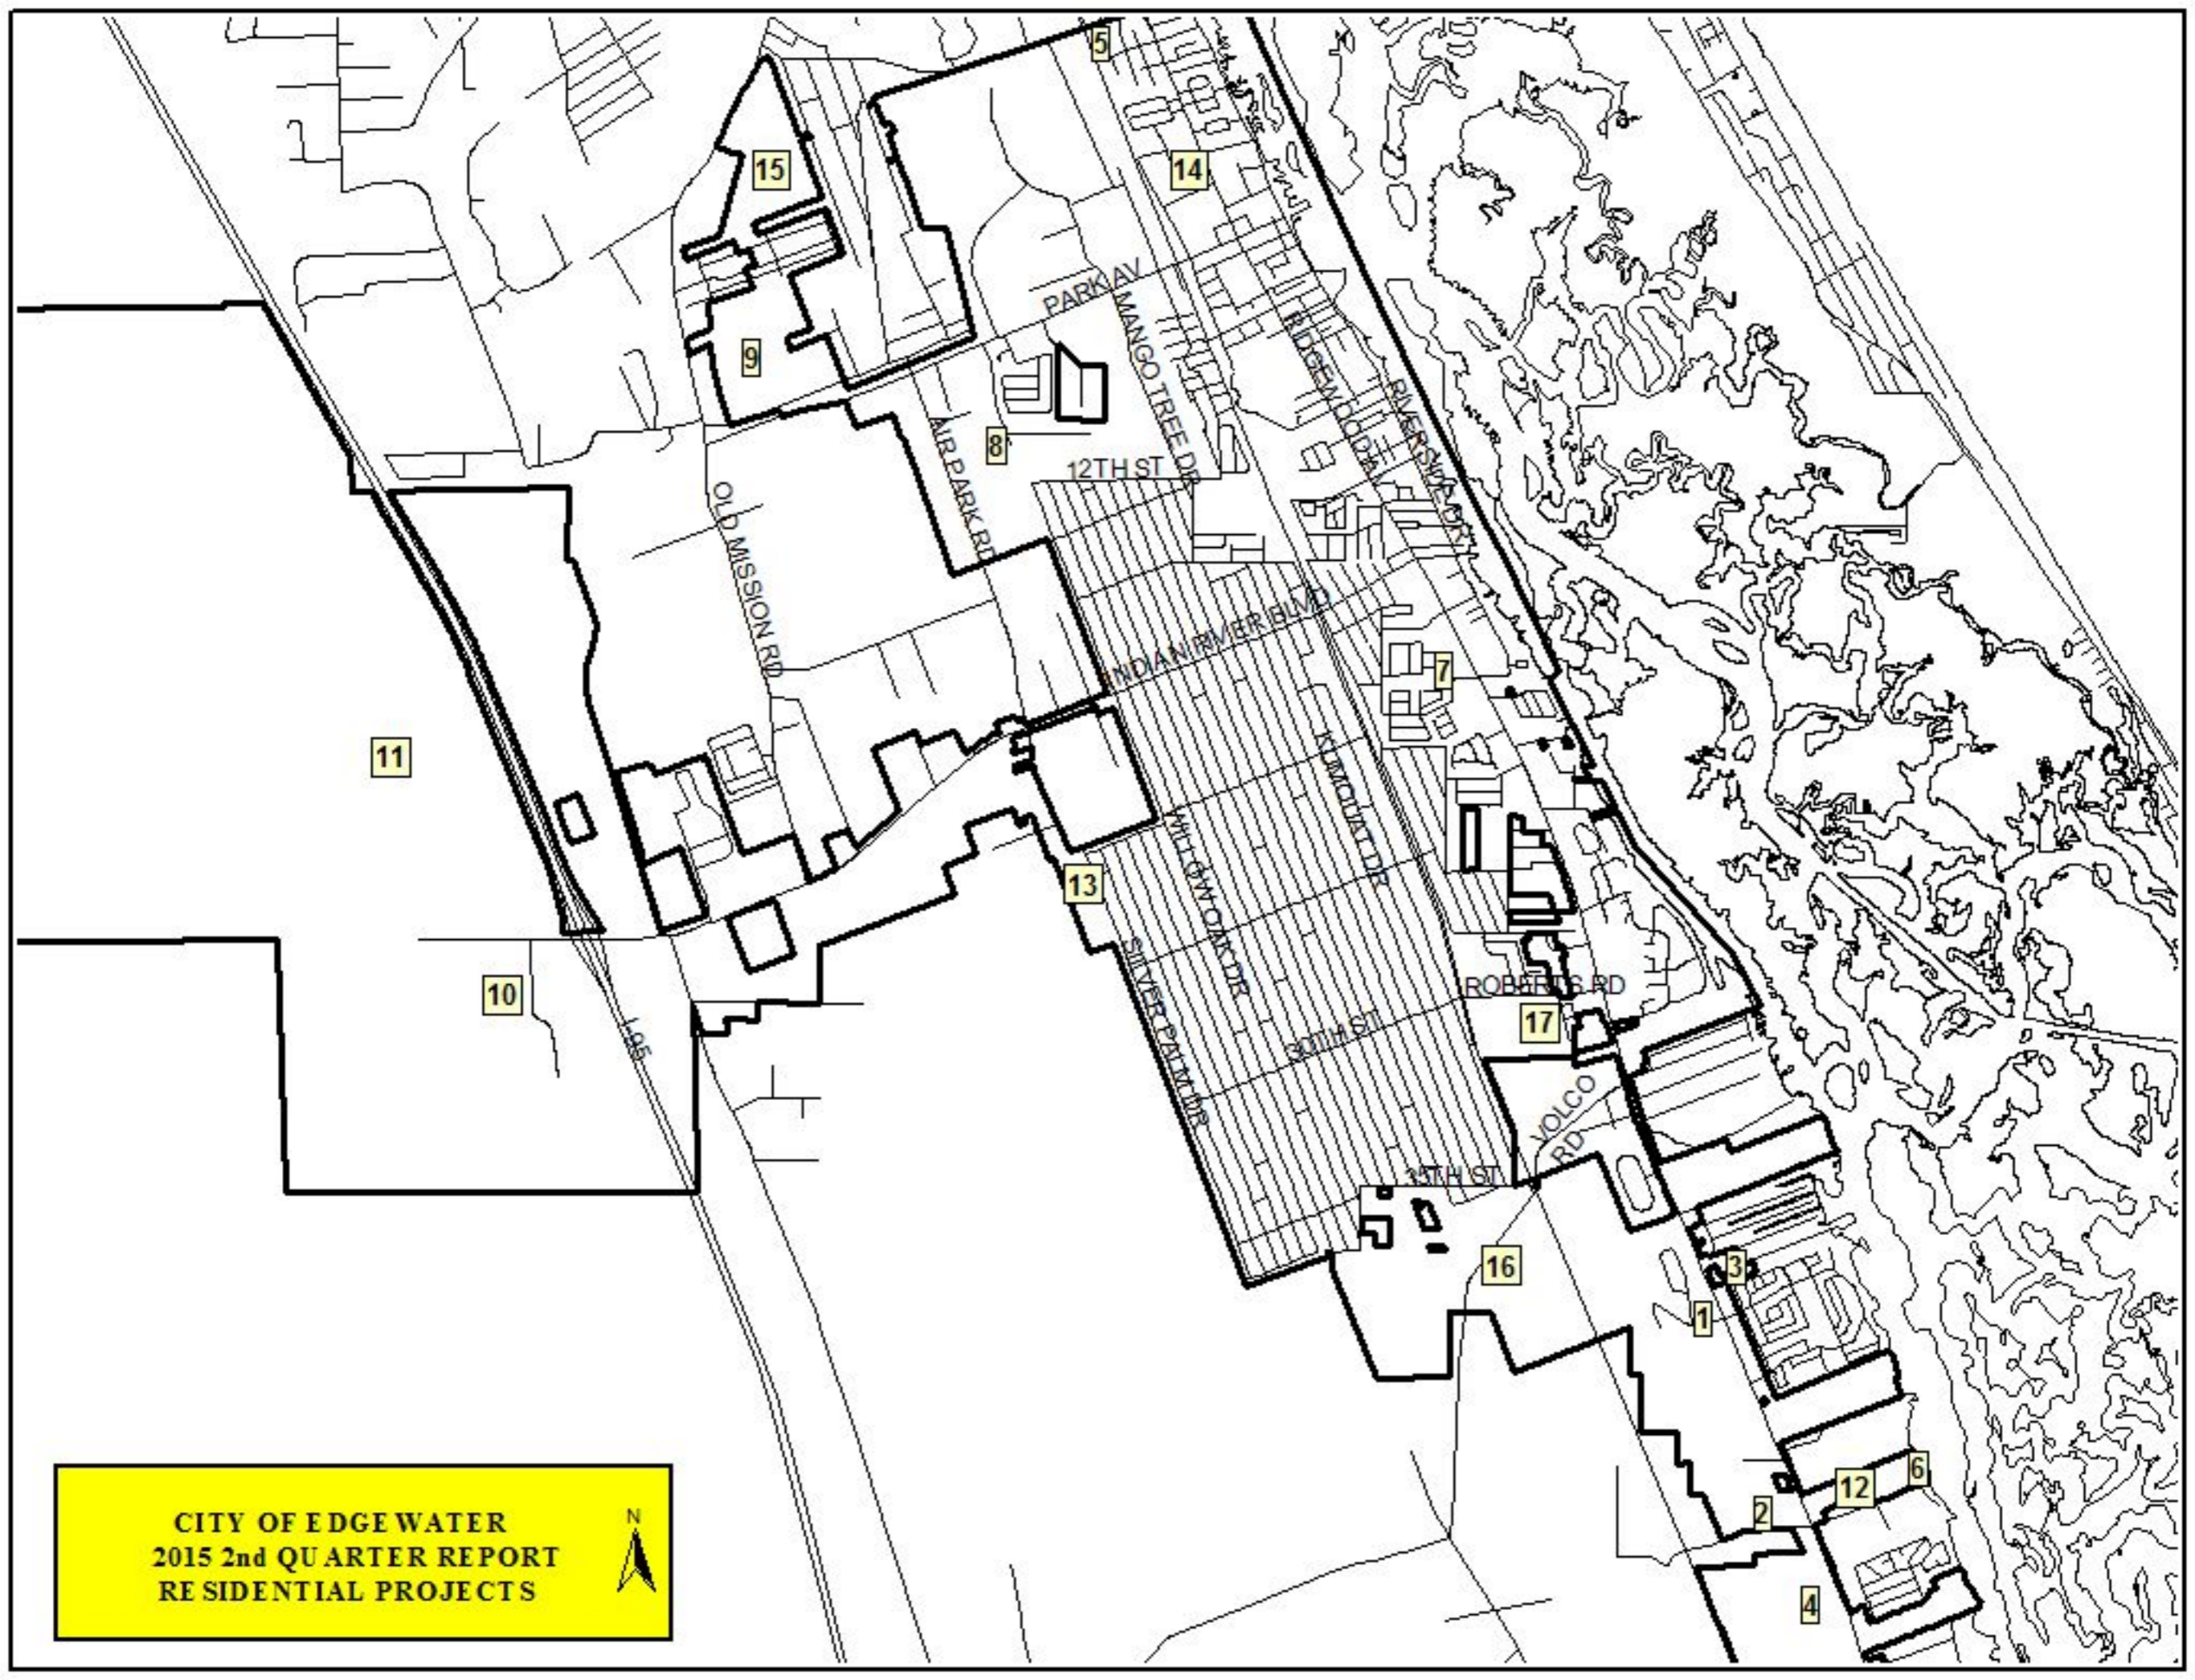 5
14
15
PARK AV
MANGO TREE DR
9
RIDGEWOOD AV
RIVERSIDE DR
8
AIR PARK RD
12TH ST
OLD MISSION RD
INDIAN RIVER BLVD
7
11
KUMQUAT DR
WILLOW OAK DR
13
SILVER PALM DR
ROBERTS RD
10
I-95
17
30TH ST
VOLCO
RD
35TH ST
16
3
1
12
6
2
4
CITY OF EDGEWATER
2015 2nd QUARTER REPORT
RESIDENTIAL PROJECTS
N